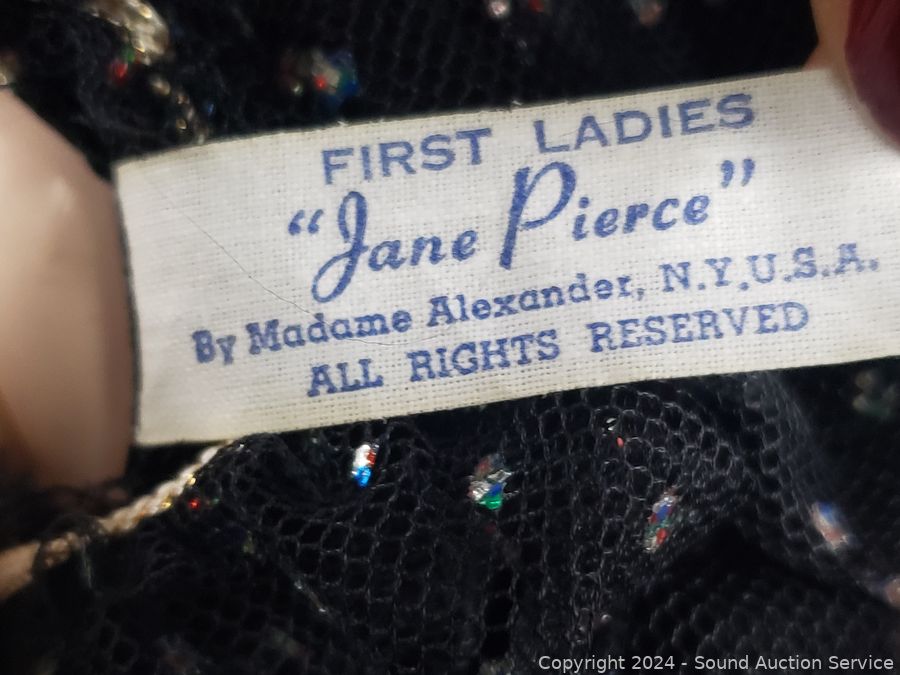 FIRST LADIES
“Jane Pierce”
By Madame Alexander, N.Y.U.S.A.
ALL RIGHTS RESERVED
Copyright 2024 - Sound Auction Service